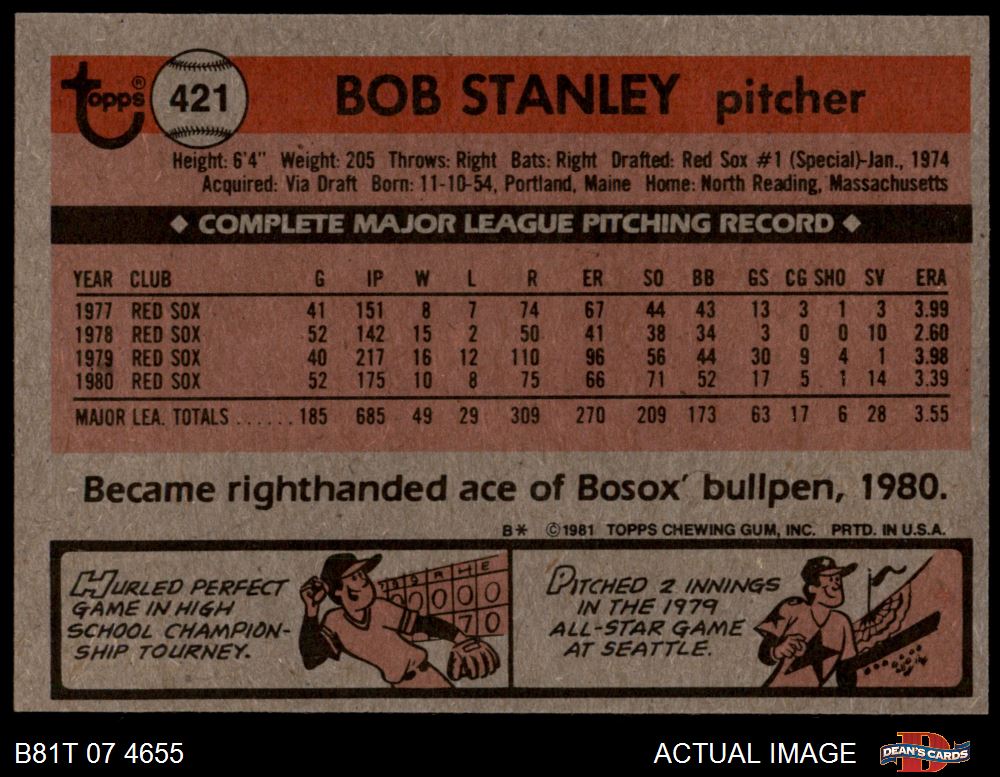 Topps® 421 BOB STANLEY pitcher
Height: 6'4" Weight: 205 Throws: Right Bats: Right Drafted: Red Sox #1 (Special)-Jan., 1974
Acquired: Via Draft Born: 11-10-54, Portland, Maine Home: North Reading, Massachusetts
◆ COMPLETE MAJOR LEAGUE PITCHING RECORD ◆
YEAR CLUB G IP W L R ER SO BB GS CG SHO SV ERA
1977 RED SOX 41 151 8 7 74 67 44 43 13 3 1 3 3.99
1978 RED SOX 52 142 15 2 50 41 38 34 3 0 0 10 2.60
1979 RED SOX 40 217 16 12 110 96 56 44 30 9 4 1 3.98
1980 RED SOX 52 175 10 8 75 66 71 52 17 5 1 14 3.39
MAJOR LEA. TOTALS ...... 185 685 49 29 309 270 209 173 63 17 6 28 3.55
Became righthanded ace of Bosox' bullpen, 1980.
B* ©1981 TOPPS CHEWING GUM, INC. PRTD. IN U.S.A.
HURLED PERFECT
GAME IN HIGH
SCHOOL CHAMPION-
SHIP TOURNEY.
R H E
0 0 0 0
7 0
PITCHED 2 INNINGS
IN THE 1979
ALL-STAR GAME
AT SEATTLE.
B81T 07 4655 ACTUAL IMAGE DEAN'S CARDS